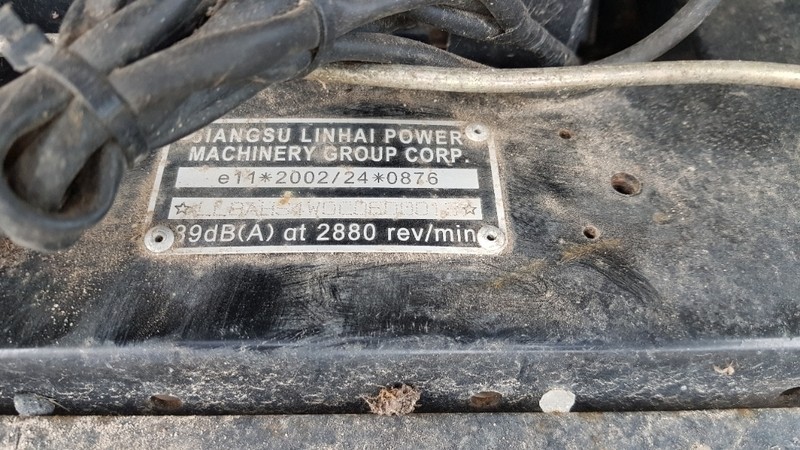 JIANGSU LINHAI POWER
MACHINERY GROUP CORP.
e11*2002/24*0876
89dB(A) at 2880 rev/min